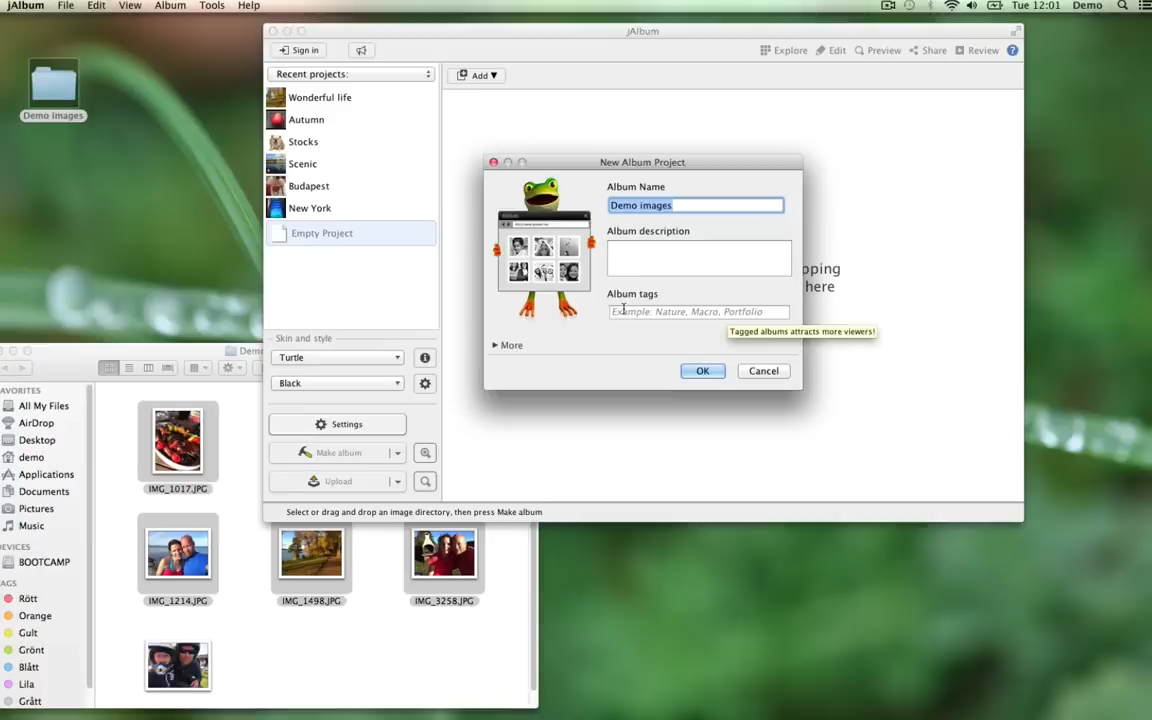 jAlbum File Edit View Album Tools Help Tue 12:01 Demo
jAlbum
Sign in
Explore Edit Preview Share Review ?
Recent projects:
Add ▼
Wonderful life
Autumn
Stocks
Scenic
Budapest
New York
Empty Project
Demo images
New Album Project
Album Name
Demo images
Album description
Album tags
Example: Nature, Macro, Portfolio
Tagged albums attracts more viewers!
More
OK Cancel
pping
here
Skin and style
Turtle
Black
Settings
Make album
Upload
Select or drag and drop an image directory, then press Make album
Demo
FAVORITES
All My Files
AirDrop
Desktop
demo
Applications
Documents
Pictures
Music
DEVICES
BOOTCAMP
TAGS
Rött
Orange
Gult
Grönt
Blått
Lila
Grått
IMG_1017.JPG
IMG_1214.JPG
IMG_1498.JPG
IMG_3258.JPG